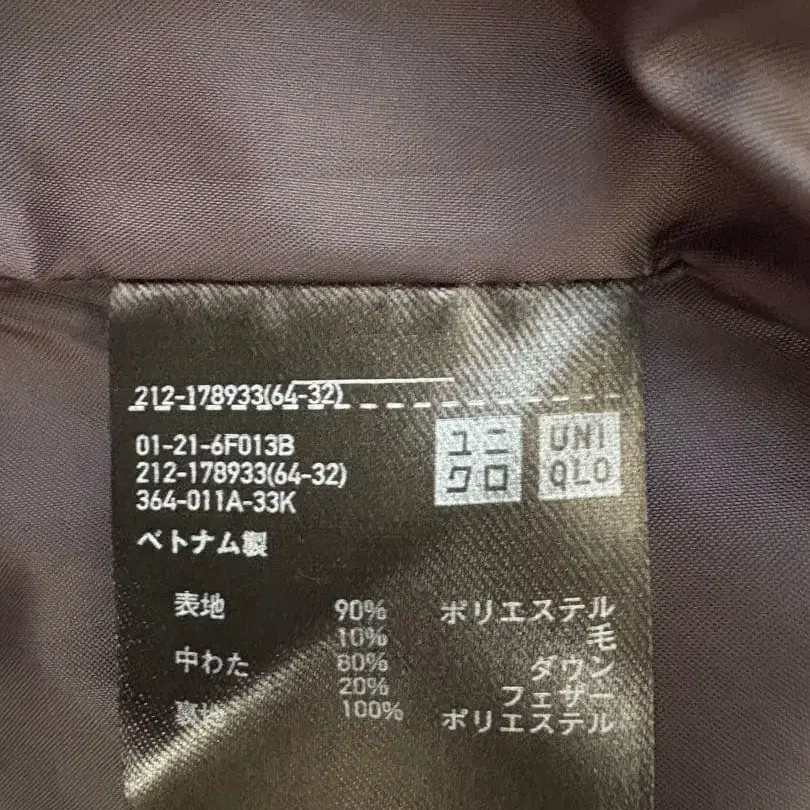 212-178933(64-32)
01-21-6F013B
212-178933(64-32)
364-011A-33K
ユニ
クロ
UNI
QLO
ベトナム製
表地 90% ポリエステル
10% 毛
中わた 80% ダウン
20% フェザー
裏地 100% ポリエステル